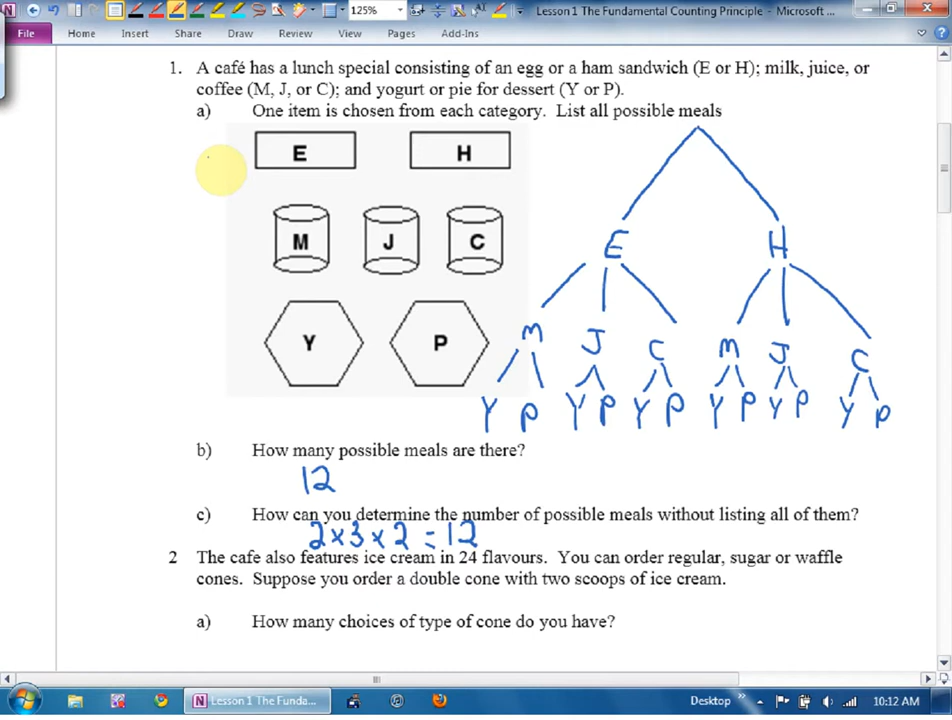 125%
Lesson 1 The Fundamental Counting Principle - Microsoft ...
File Home Insert Share Draw Review View Pages Add-Ins
1. A café has a lunch special consisting of an egg or a ham sandwich (E or H); milk, juice, or
coffee (M, J, or C); and yogurt or pie for dessert (Y or P).
a) One item is chosen from each category. List all possible meals
E H
M J C
Y P
E H
M J C M J C
Y P Y P Y P Y P Y P Y P
b) How many possible meals are there?
12
c) How can you determine the number of possible meals without listing all of them?
2 x 3 x 2 = 12
2 The cafe also features ice cream in 24 flavours. You can order regular, sugar or waffle
cones. Suppose you order a double cone with two scoops of ice cream.
a) How many choices of type of cone do you have?
Lesson 1 The Funda...
Desktop
10:12 AM